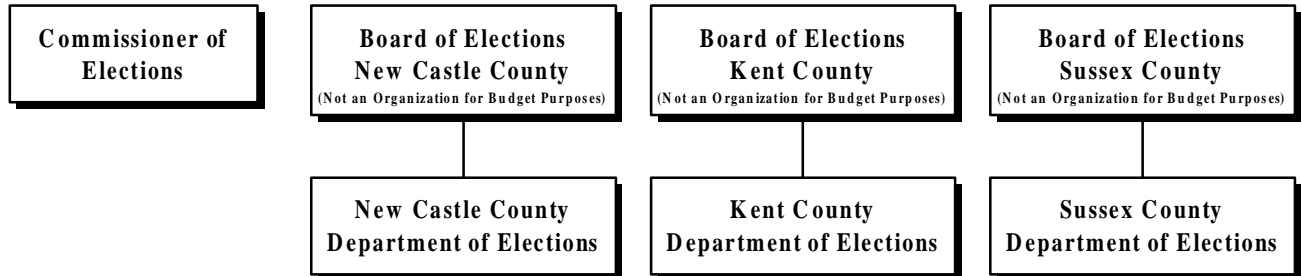 Commissioner of
Elections
Board of Elections
New Castle County
(Not an Organization for Budget Purposes)
Board of Elections
Kent County
(Not an Organization for Budget Purposes)
Board of Elections
Sussex County
(Not an Organization for Budget Purposes)
New Castle County
Department of Elections
Kent County
Department of Elections
Sussex County
Department of Elections